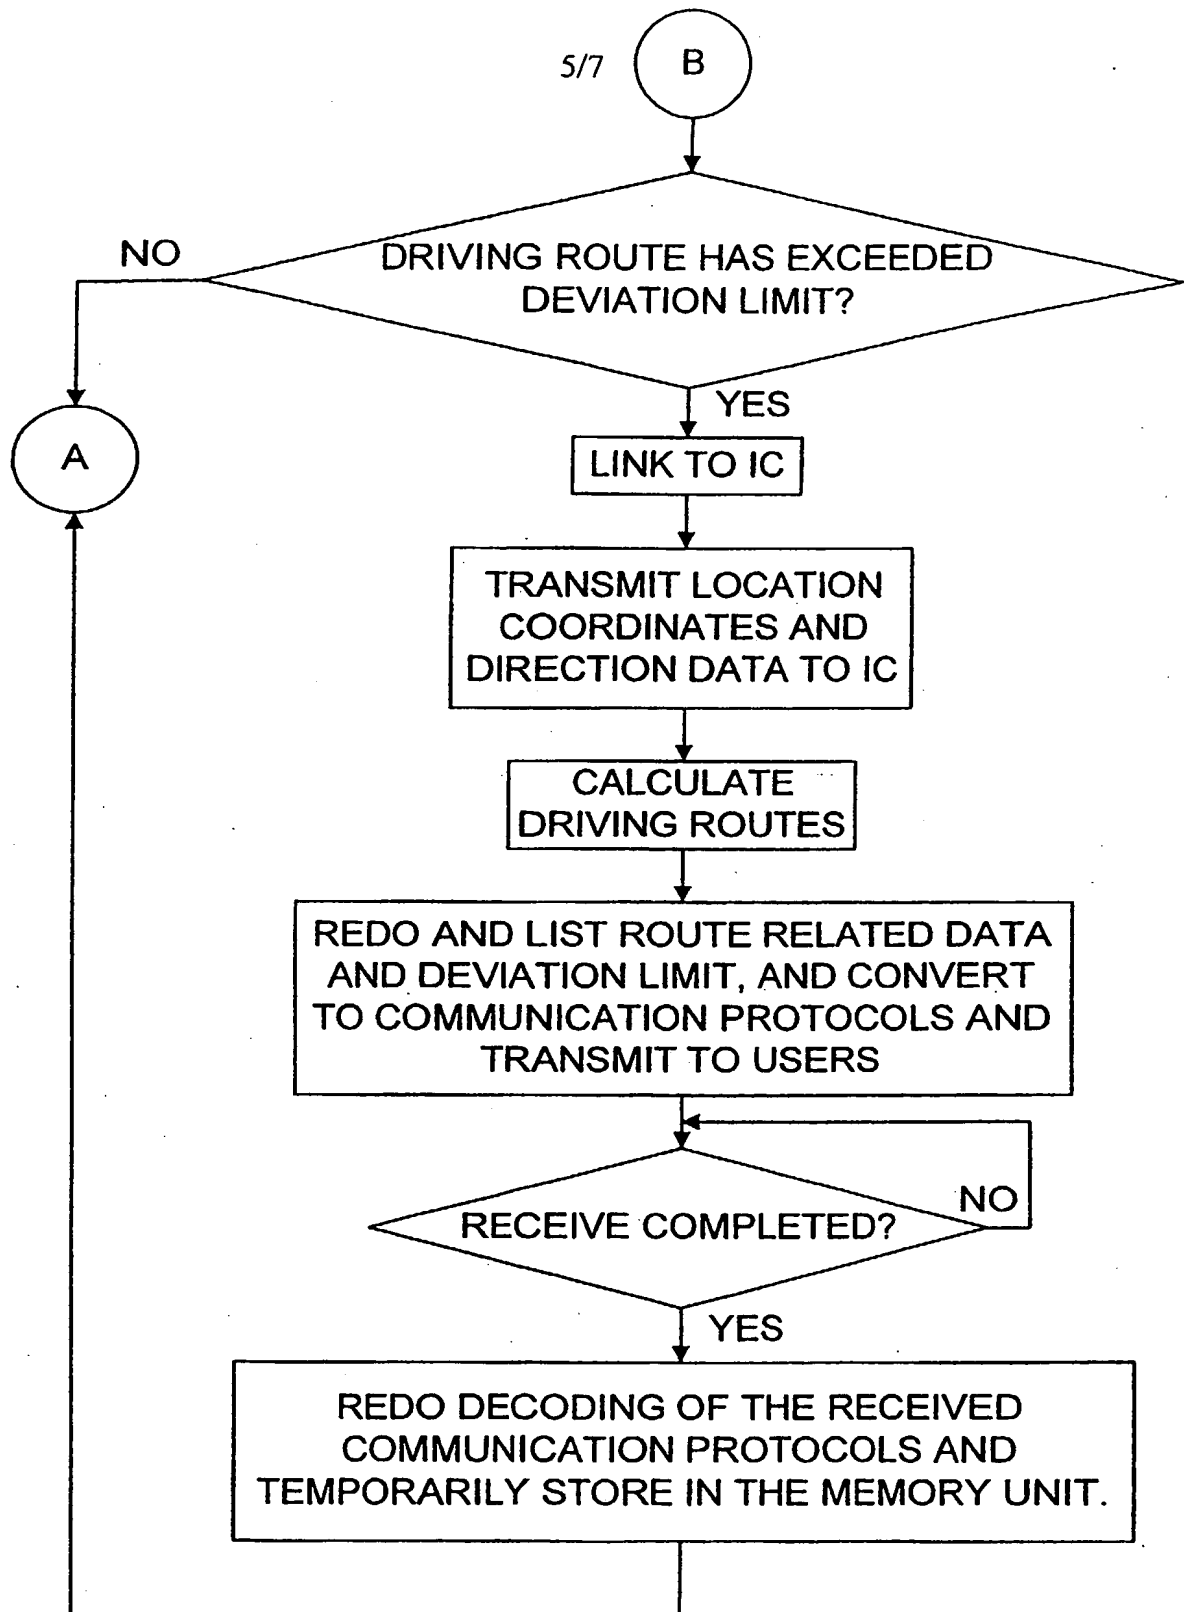 5/7
B
NO
DRIVING ROUTE HAS EXCEEDED
DEVIATION LIMIT?
YES
A
LINK TO IC
TRANSMIT LOCATION
COORDINATES AND
DIRECTION DATA TO IC
CALCULATE
DRIVING ROUTES
REDO AND LIST ROUTE RELATED DATA
AND DEVIATION LIMIT, AND CONVERT
TO COMMUNICATION PROTOCOLS AND
TRANSMIT TO USERS
NO
RECEIVE COMPLETED?
YES
REDO DECODING OF THE RECEIVED
COMMUNICATION PROTOCOLS AND
TEMPORARILY STORE IN THE MEMORY UNIT.